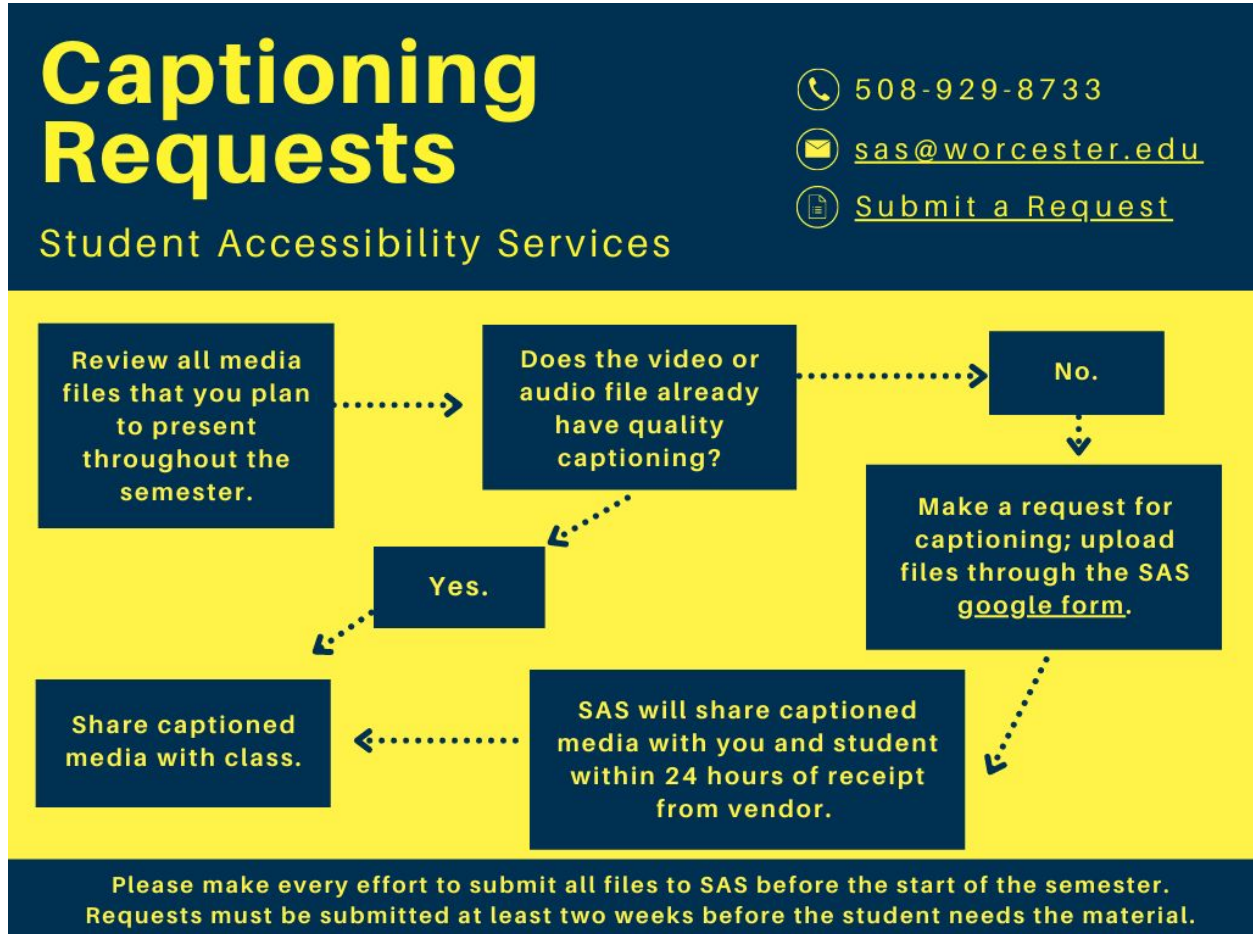 Captioning
Requests
Student Accessibility Services
508-929-8733
sas@worcester.edu
Submit a Request
Review all media
files that you plan
to present
throughout the
semester.
Does the video or
audio file already
have quality
captioning?
No.
Yes.
Make a request for
captioning; upload
files through the SAS
google form.
SAS will share captioned
media with you and student
within 24 hours of receipt
from vendor.
Share captioned
media with class.
Please make every effort to submit all files to SAS before the start of the semester.
Requests must be submitted at least two weeks before the student needs the material.